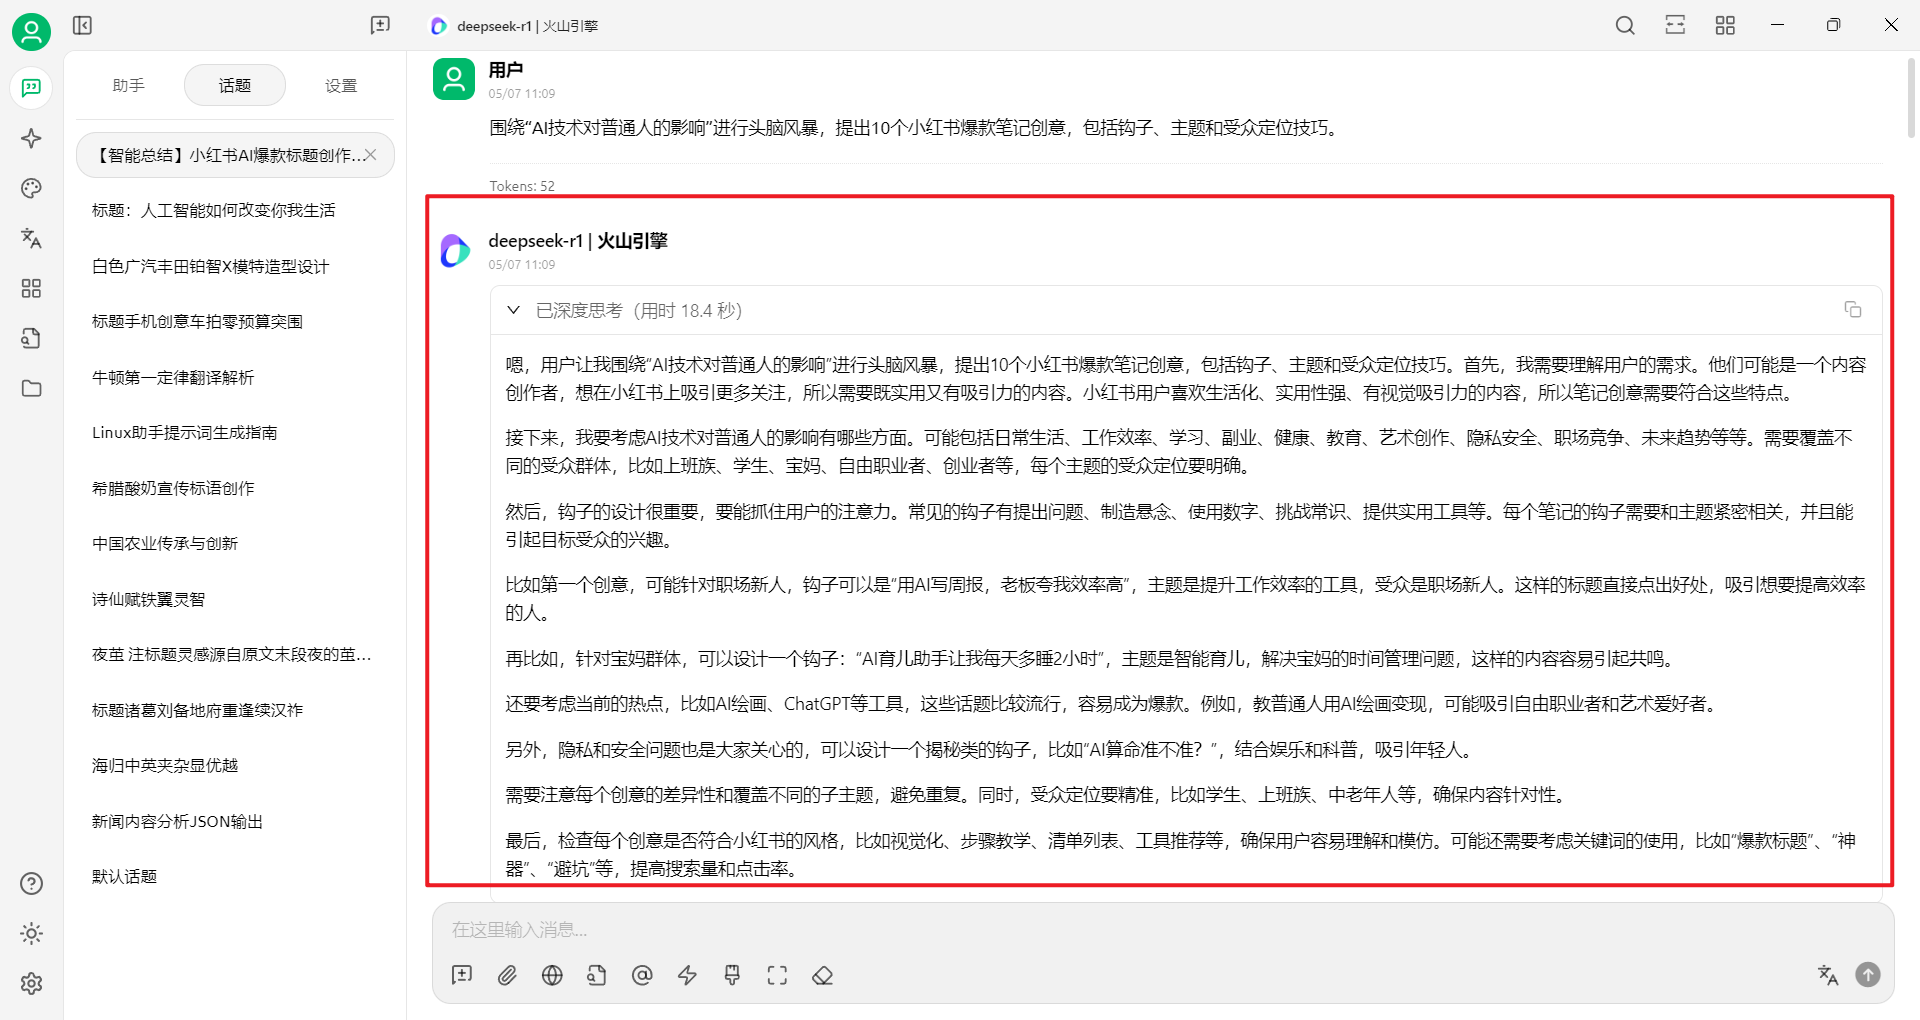 deepseek-r1 | 火山引擎
助手
话题
设置
【智能总结】小红书AI爆款标题创作...
标题：人工智能如何改变你我生活
白色广汽丰田铂智X模特造型设计
标题手机创意车拍零预算突围
牛顿第一定律翻译解析
Linux助手提示词生成指南
希腊酸奶宣传标语创作
中国农业传承与创新
诗仙赋铁翼灵智
夜茧 注标题灵感源自原文末段夜的茧...
标题诸葛刘备地府重逢续汉祚
海归中英夹杂显优越
新闻内容分析JSON输出
默认话题
用户
05/07 11:09
围绕“AI技术对普通人的影响”进行头脑风暴，提出10个小红书爆款笔记创意，包括钩子、主题和受众定位技巧。
Tokens: 52
deepseek-r1 | 火山引擎
05/07 11:09
已深度思考（用时 18.4 秒）
嗯，用户让我围绕“AI技术对普通人的影响”进行头脑风暴，提出10个小红书爆款笔记创意，包括钩子、主题和受众定位技巧。首先，我需要理解用户的需求。他们可能是一个内容
创作者，想在小红书上吸引更多关注，所以需要既实用又有吸引力的内容。小红书用户喜欢生活化、实用性强、有视觉吸引力的内容，所以笔记创意需要符合这些特点。
接下来，我要考虑AI技术对普通人的影响有哪些方面。可能包括日常生活、工作效率、学习、副业、健康、教育、艺术创作、隐私安全、职场竞争、未来趋势等等。需要覆盖不
同的受众群体，比如上班族、学生、宝妈、自由职业者、创业者等，每个主题的受众定位要明确。
然后，钩子的设计很重要，要能抓住用户的注意力。常见的钩子有提出问题、制造悬念、使用数字、挑战常识、提供实用工具等。每个笔记的钩子需要和主题紧密相关，并且能
引起目标受众的兴趣。
比如第一个创意，可能针对职场新人，钩子可以是“用AI写周报，老板夸我效率高”，主题是提升工作效率的工具，受众是职场新人。这样的标题直接点出好处，吸引想要提高效率
的人。
再比如，针对宝妈群体，可以设计一个钩子：“AI育儿助手让我每天多睡2小时”，主题是智能育儿，解决宝妈的时间管理问题，这样的内容容易引起共鸣。
还要考虑当前的热点，比如AI绘画、ChatGPT等工具，这些话题比较流行，容易成为爆款。例如，教普通人用AI绘画变现，可能吸引自由职业者和艺术爱好者。
另外，隐私和安全问题也是大家关心的，可以设计一个揭秘类的钩子，比如“AI算命准不准？”，结合娱乐和科普，吸引年轻人。
需要注意每个创意的差异性和覆盖不同的子主题，避免重复。同时，受众定位要精准，比如学生、上班族、中老年人等，确保内容针对性。
最后，检查每个创意是否符合小红书的风格，比如视觉化、步骤教学、清单列表、工具推荐等，确保用户容易理解和模仿。可能还需要考虑关键词的使用，比如“爆款标题”、“神
器”、“避坑”等，提高搜索量和点击率。
在这里输入消息...